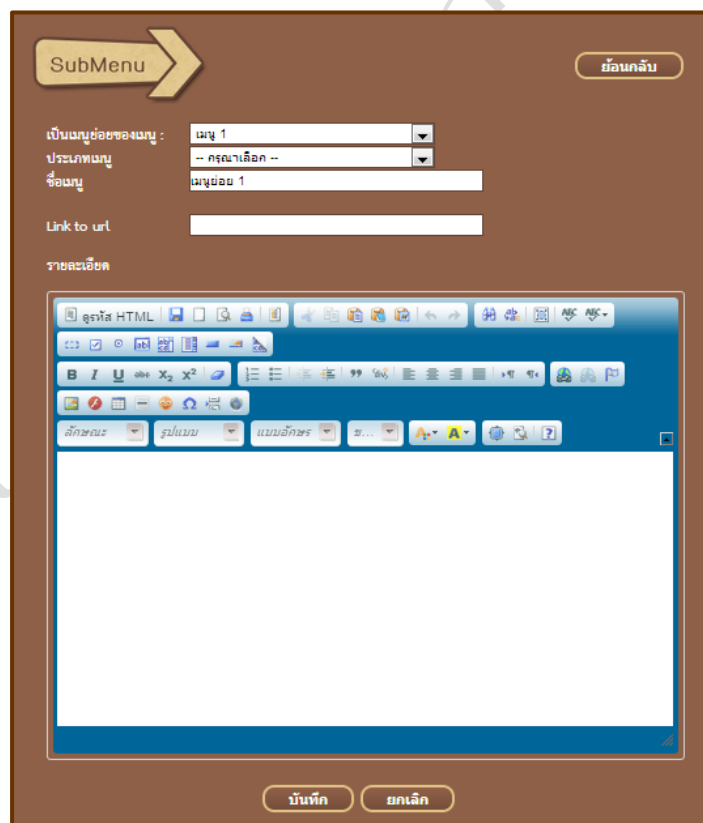 SubMenu
ย้อนกลับ
เป็นเมนูย่อยของเมนู : เมนู 1
ประเภทเมนู -- กรุณาเลือก --
ชื่อเมนู เมนูย่อย 1
Link to url
รายละเอียด
ดูรหัส HTML
B I U abc X₂ X²
ลักษณะ รูปแบบ แบบอักษร ข... A A
บันทึก ยกเลิก